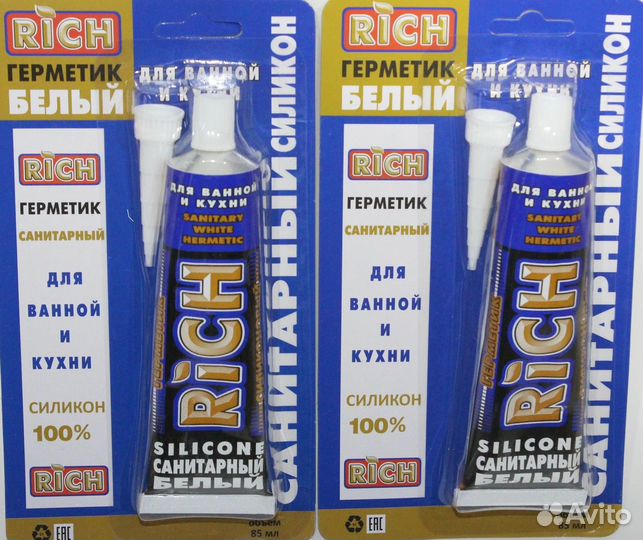 RiCH
ГЕРМЕТИК
БЕЛЫЙ
ДЛЯ ВАННОЙ
И КУХНИ
САНИТАРНЫЙ СИЛИКОН
RiCH
ГЕРМЕТИК
САНИТАРНЫЙ
ДЛЯ
ВАННОЙ
И
КУХНИ
СИЛИКОН
100%
RiCH
ДЛЯ ВАННОЙ
И КУХНИ
SANITARY
WHITE
HERMETIC
RiCH
SILICONE
САНИТАРНЫЙ
БЕЛЫЙ
EAC
объем
85 мл
RiCH
ГЕРМЕТИК
БЕЛЫЙ
ДЛЯ ВАННОЙ
И КУХНИ
САНИТАРНЫЙ СИЛИКОН
RiCH
ГЕРМЕТИК
САНИТАРНЫЙ
ДЛЯ
ВАННОЙ
И
КУХНИ
СИЛИКОН
100%
RiCH
ДЛЯ ВАННОЙ
И КУХНИ
SANITARY
WHITE
HERMETIC
RiCH
SILICONE
САНИТАРНЫЙ
БЕЛЫЙ
EAC
85 мл
Avito